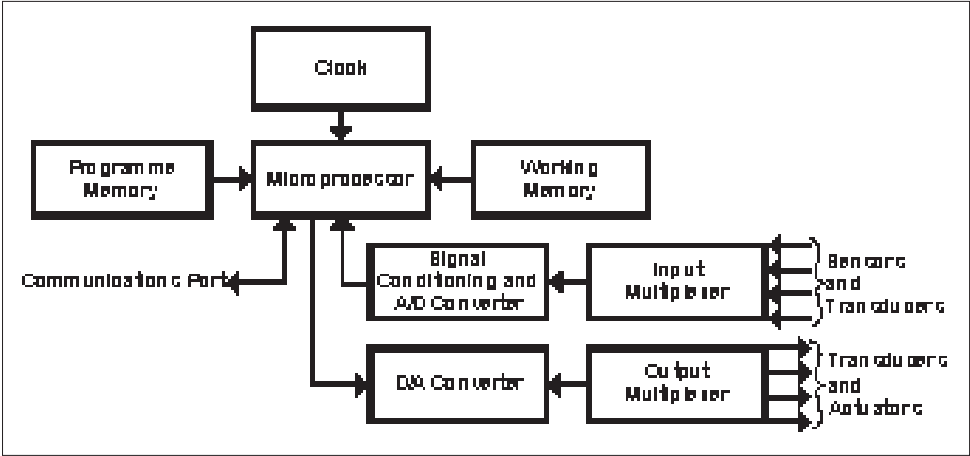 Clock
Programme
Memory
Microprocessor
Working
Memory
Communications Port
Signal
Conditioning and
A/D Converter
Input
Multiplexer
Sensors
and
Transducers
D/A Converter
Output
Multiplexer
Transducers
and
Actuators